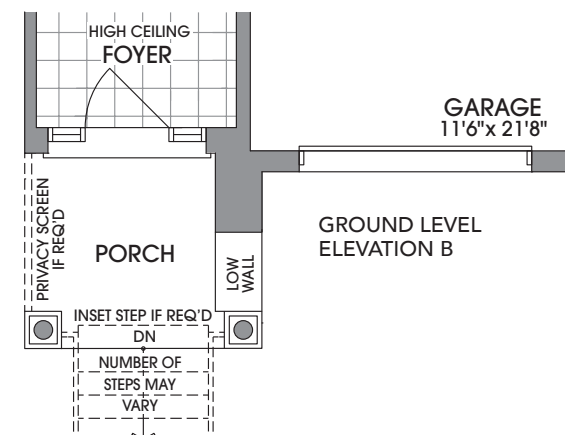 HIGH CEILING
FOYER
GARAGE
11'6"x 21'8"
PRIVACY SCREEN
IF REQ'D
PORCH
LOW
WALL
GROUND LEVEL
ELEVATION B
INSET STEP IF REQ'D
DN
NUMBER OF
STEPS MAY
VARY